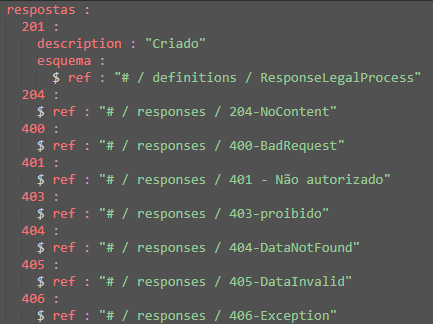 respostas :
201 :
description : "Criado"
esquema :
$ ref : "# / definitions / ResponseLegalProcess"
204 :
$ ref : "# / responses / 204-NoContent"
400 :
$ ref : "# / responses / 400-BadRequest"
401 :
$ ref : "# / responses / 401 - Não autorizado"
403 :
$ ref : "# / responses / 403-proibido"
404 :
$ ref : "# / responses / 404-DataNotFound"
405 :
$ ref : "# / responses / 405-DataInvalid"
406 :
$ ref : "# / responses / 406-Exception"